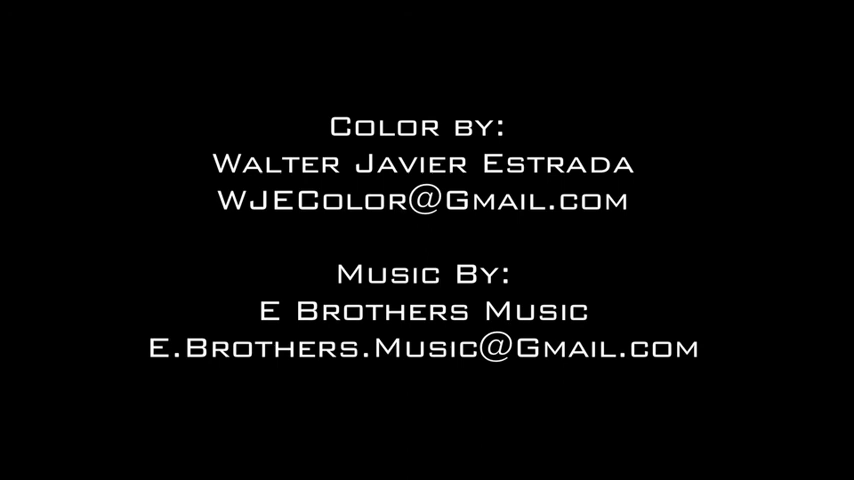 Color by:
Walter Javier Estrada
WJEColor@Gmail.com
Music By:
E Brothers Music
E.Brothers.Music@Gmail.com